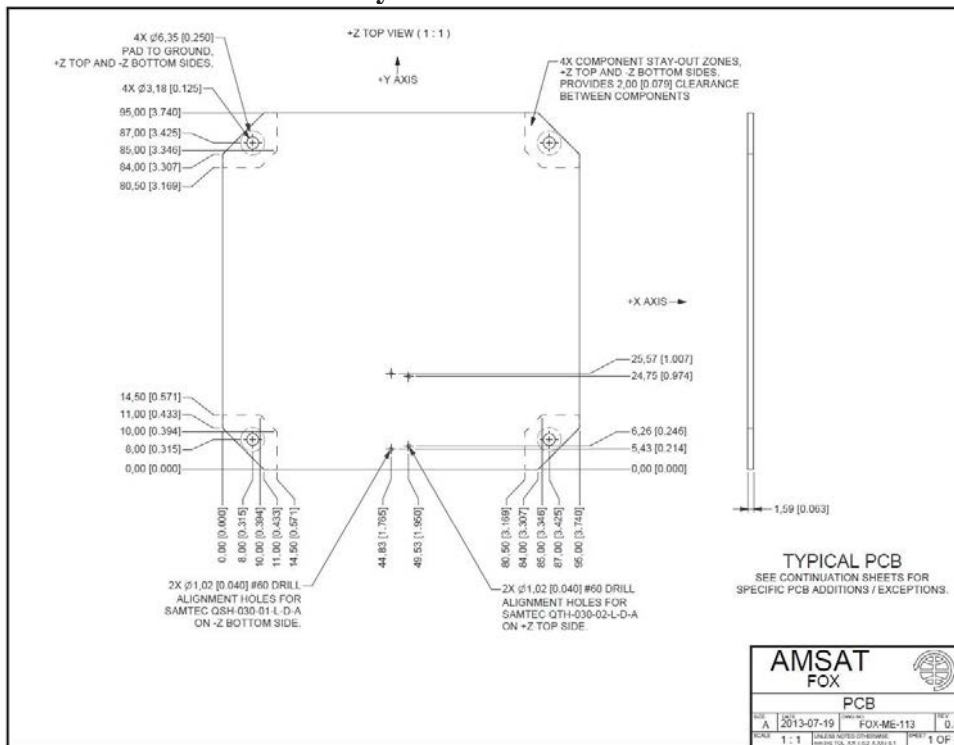 +Z TOP VIEW ( 1 : 1 )
+Y AXIS
4X Ø6,35 [0.250]
PAD TO GROUND,
+Z TOP AND -Z BOTTOM SIDES.
4X Ø3,18 [0.125]
95,00 [3.740]
87,00 [3.425]
85,00 [3.346]
84,00 [3.307]
80,50 [3.169]
4X COMPONENT STAY-OUT ZONES,
+Z TOP AND -Z BOTTOM SIDES.
PROVIDES 2,00 [0.079] CLEARANCE
BETWEEN COMPONENTS
+X AXIS
25,57 [1.007]
24,75 [0.974]
14,50 [0.571]
11,00 [0.433]
10,00 [0.394]
8,00 [0.315]
0,00 [0.000]
6,26 [0.246]
5,43 [0.214]
0,00 [0.000]
0,00 [0.000]
8,00 [0.315]
10,00 [0.394]
11,00 [0.433]
14,50 [0.571]
44,83 [1.765]
49,53 [1.950]
80,50 [3.169]
84,00 [3.307]
85,00 [3.346]
87,00 [3.425]
95,00 [3.740]
1,59 [0.063]
2X Ø1,02 [0.040] #60 DRILL
ALIGNMENT HOLES FOR
SAMTEC QSH-030-01-L-D-A
ON -Z BOTTOM SIDE.
2X Ø1,02 [0.040] #60 DRILL
ALIGNMENT HOLES FOR
SAMTEC QTH-030-02-L-D-A
ON +Z TOP SIDE.
TYPICAL PCB
SEE CONTINUATION SHEETS FOR
SPECIFIC PCB ADDITIONS / EXCEPTIONS.
AMSAT
FOX
PCB
SIZE A
DATE 2013-07-19
DWG NO FOX-ME-113
REV 0.
SCALE 1 : 1
UNLESS NOTED OTHERWISE
SHEET 1 OF